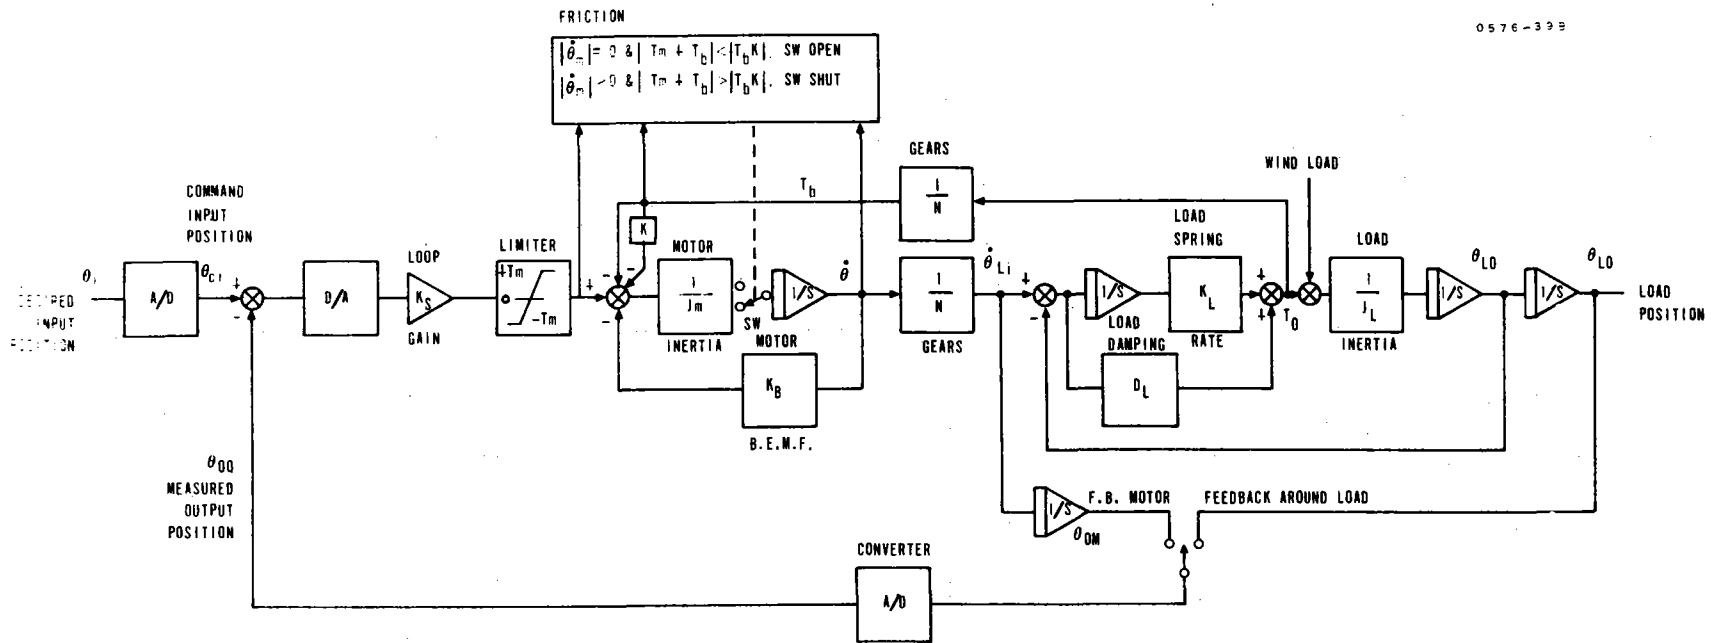 FRICTION
0576-399
|θ̇m| = 0 & | Tm + Tb | < |TbK|. SW OPEN
|θ̇m| > 0 & | Tm + Tb | > |TbK|. SW SHUT
GEARS
1/N
WIND LOAD
Tb
COMMAND
INPUT
POSITION
LOAD
SPRING
LOAD
K
LOOP
LIMITER
MOTOR
θ̇
θ̇Li
θLO
θLO
θi
A/D
θci
+
-
D/A
KS
GAIN
+Tm
-Tm
+
-
-
-
1/Jm
INERTIA
SW
1/S
1/N
GEARS
+
-
1/S
KL
RATE
+
+
TO
1/JL
INERTIA
1/S
1/S
LOAD
POSITION
INPUT
POSITION
MOTOR
KB
B.E.M.F.
LOAD
DAMPING
DL
θOO
MEASURED
OUTPUT
POSITION
1/S
F.B. MOTOR
FEEDBACK AROUND LOAD
θOM
CONVERTER
A/D